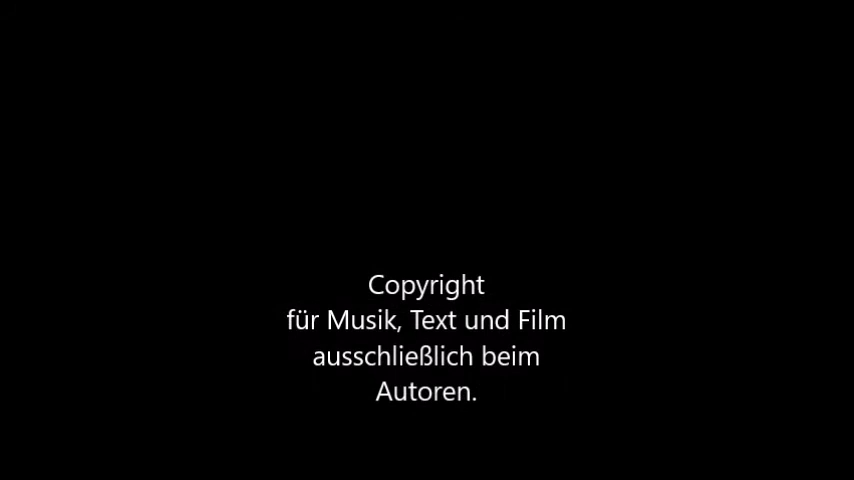 Copyright
für Musik, Text und Film
ausschließlich beim
Autoren.